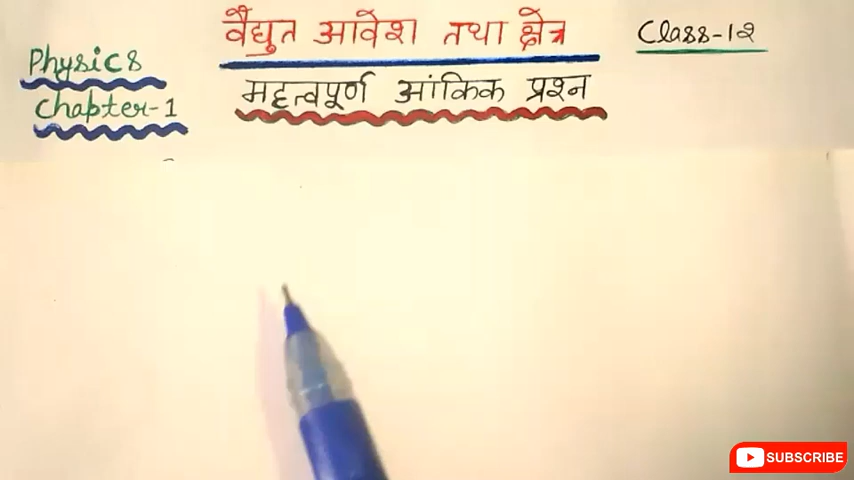 वैद्युत आवेश तथा क्षेत्र
Class-12
Physics
Chapter-1
महत्वपूर्ण आंकिक प्रश्न
SUBSCRIBE